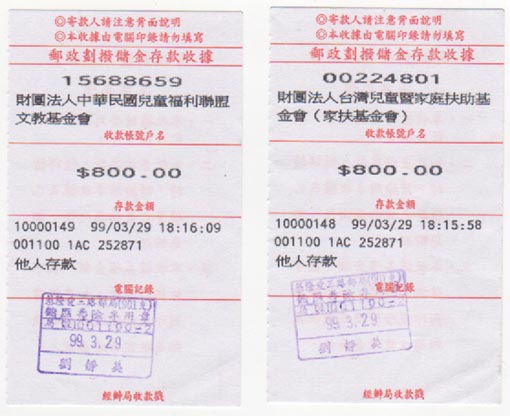 ◎寄款人請注意背面說明
◎本收據由電腦印錄請勿填寫
郵政劃撥儲金存款收據
15688659
財團法人中華民國兒童福利聯盟
文教基金會
收款帳號戶名
$800.00
存款金額
10000149 99/03/29 18:16:09
001100 1AC 252871
他人存款
電腦記錄
99.3.29
經辦局收款戳
◎寄款人請注意背面說明
◎本收據由電腦印錄請勿填寫
郵政劃撥儲金存款收據
00224801
財團法人台灣兒童暨家庭扶助基
金會（家扶基金會）
收款帳號戶名
$800.00
存款金額
10000148 99/03/29 18:15:58
001100 1AC 252871
他人存款
電腦記錄
99.3.29
經辦局收款戳